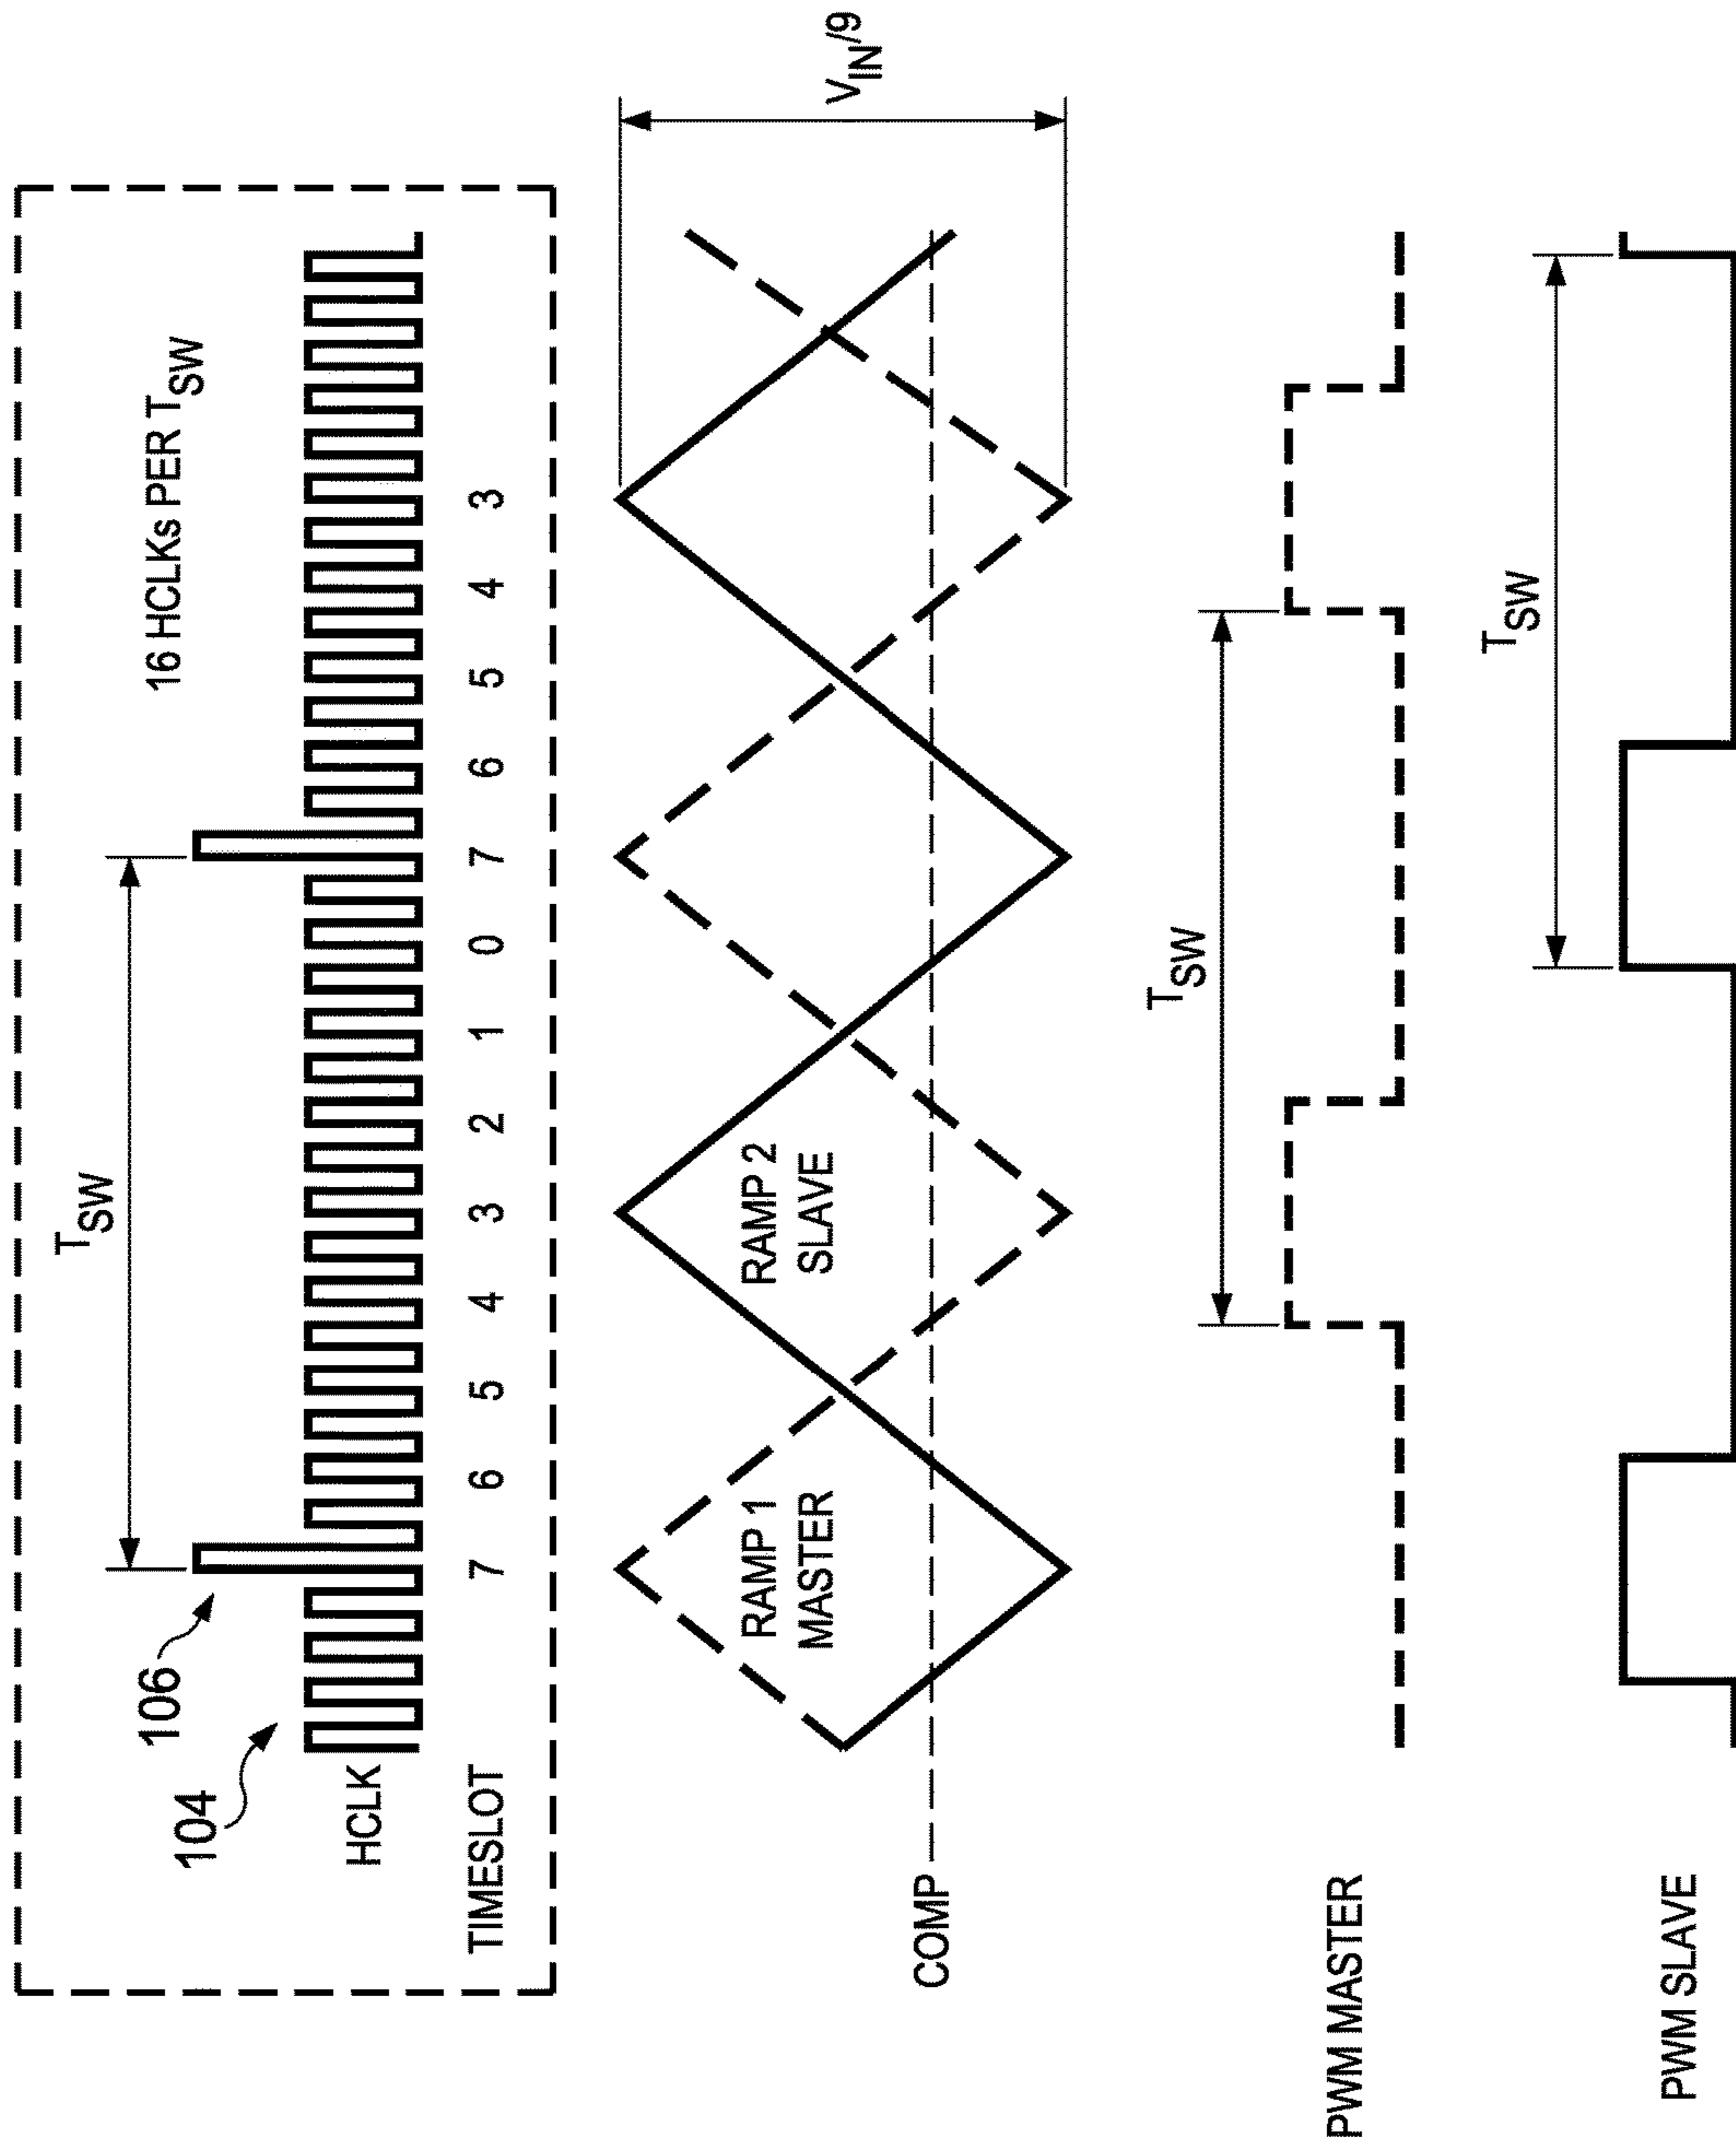 T_SW
16 HCLKs PER T_SW
106
104
HCLK
TIMESLOT 7 6 5 4 3 2 1 0 7 6 5 4 3
RAMP 1 MASTER
RAMP 2 SLAVE
V_IN/9
COMP
T_SW
PWM MASTER
T_SW
PWM SLAVE